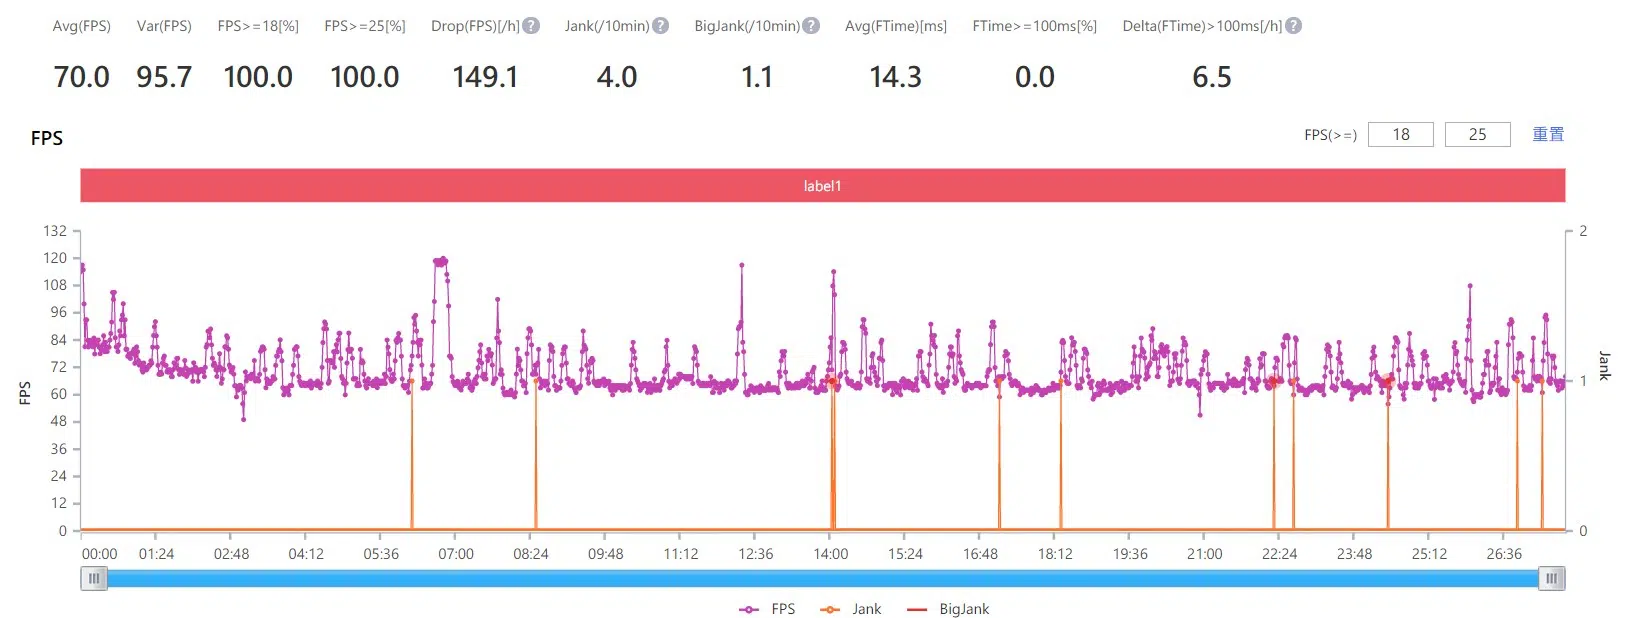 Avg(FPS) Var(FPS) FPS>=18[%] FPS>=25[%] Drop(FPS)[/h] ? Jank(/10min) ? BigJank(/10min) ? Avg(FTime)[ms] FTime>=100ms[%] Delta(FTime)>100ms[/h] ?
70.0 95.7 100.0 100.0 149.1 4.0 1.1 14.3 0.0 6.5
FPS
FPS(>=) 18 25 重置
label1
132
120
108
96
84
72
60
48
36
24
12
0
FPS
2
1
0
Jank
00:00 01:24 02:48 04:12 05:36 07:00 08:24 09:48 11:12 12:36 14:00 15:24 16:48 18:12 19:36 21:00 22:24 23:48 25:12 26:36
FPS Jank BigJank